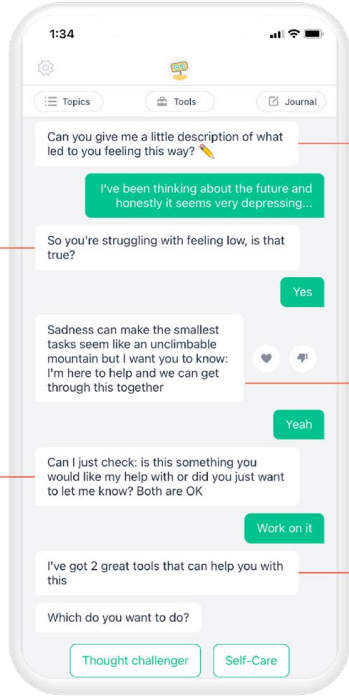 1:34
Topics
Tools
Journal
Can you give me a little description of what
led to you feeling this way? ✏️
I've been thinking about the future and
honestly it seems very depressing...
So you're struggling with feeling low, is that
true?
Yes
Sadness can make the smallest
tasks seem like an unclimbable
mountain but I want you to know:
I'm here to help and we can get
through this together
Yeah
Can I just check: is this something you
would like my help with or did you just want
to let me know? Both are OK
Work on it
I've got 2 great tools that can help you with
this
Which do you want to do?
Thought challenger
Self-Care